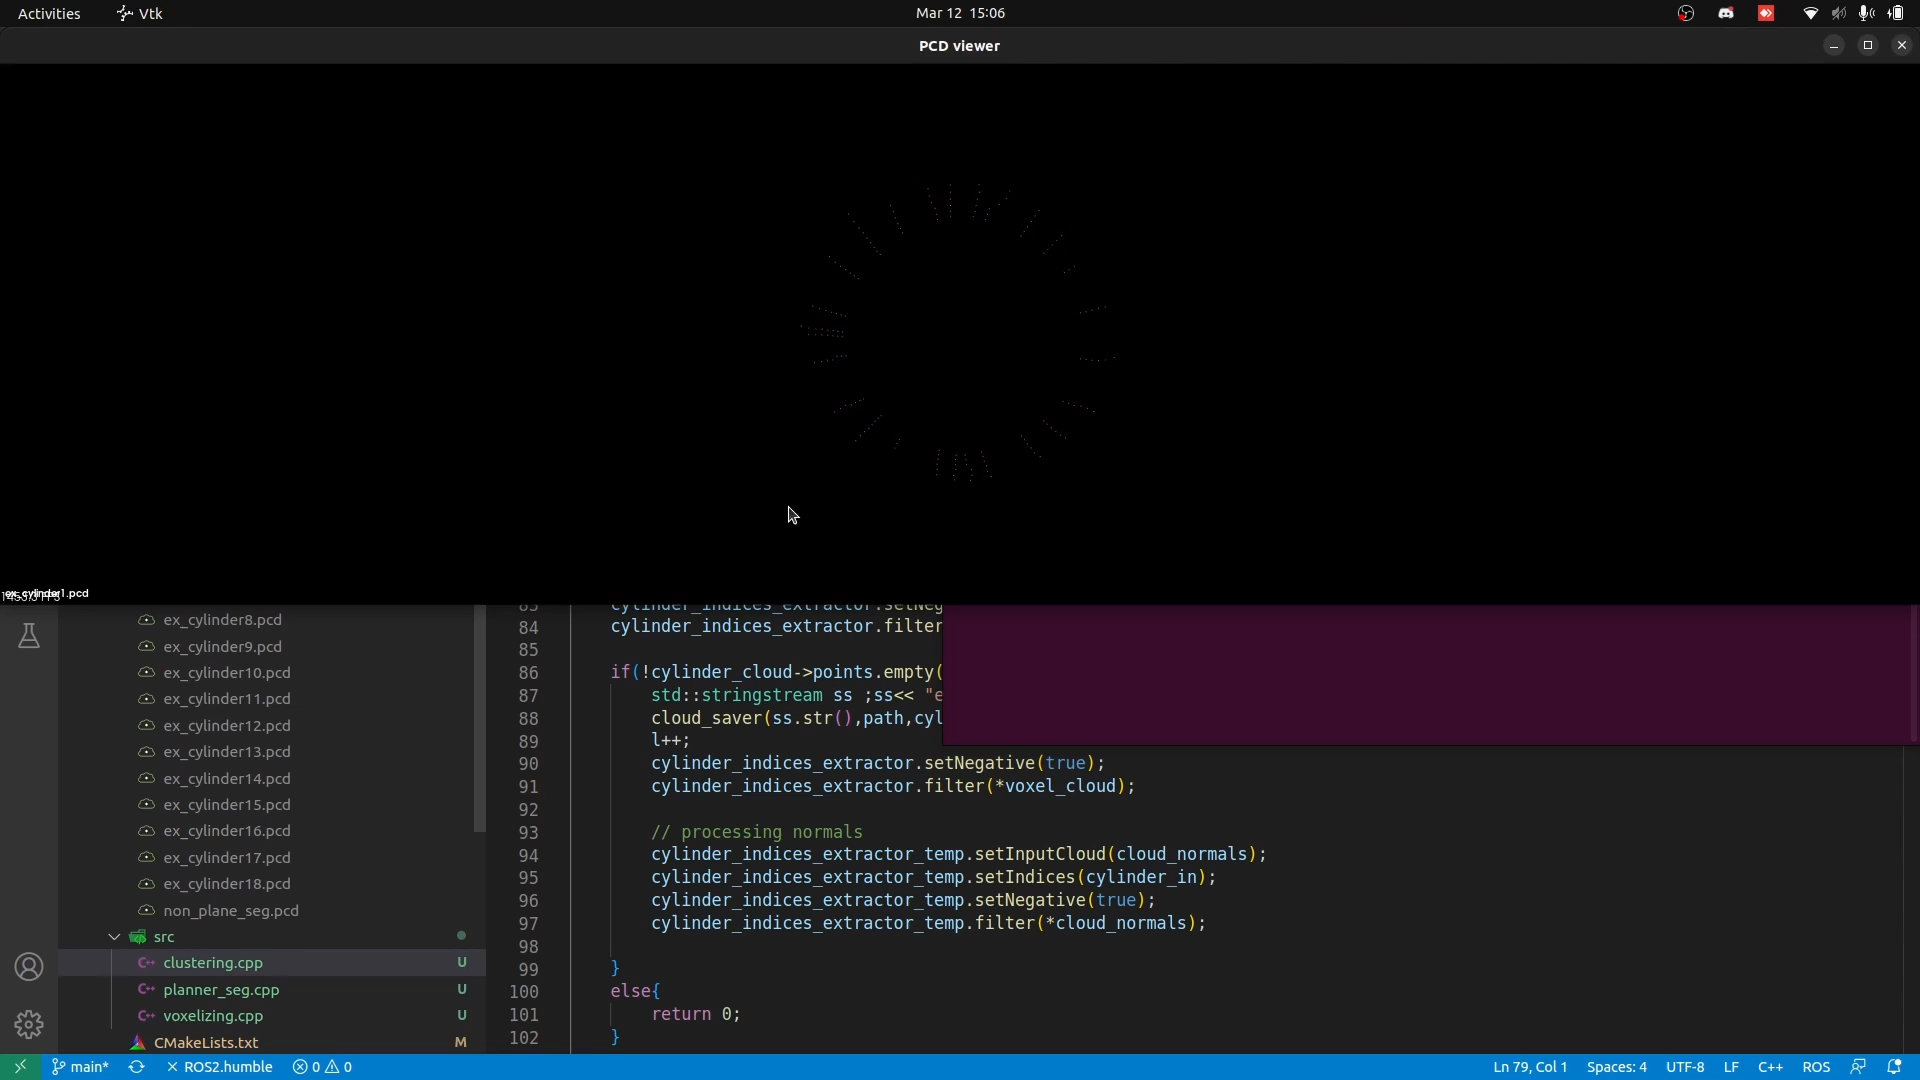 Activities
Vtk
Mar 12 15:06
PCD viewer
ex_cylinder1.pcd
ex_cylinder8.pcd
ex_cylinder9.pcd
ex_cylinder10.pcd
ex_cylinder11.pcd
ex_cylinder12.pcd
ex_cylinder13.pcd
ex_cylinder14.pcd
ex_cylinder15.pcd
ex_cylinder16.pcd
ex_cylinder17.pcd
ex_cylinder18.pcd
non_plane_seg.pcd
src
C++ clustering.cpp U
C++ planner_seg.cpp U
C++ voxelizing.cpp U
CMakeLists.txt M
83 cylinder_indices_extractor.setNeg
84 cylinder_indices_extractor.filter
85
86 if(!cylinder_cloud->points.empty(
87 std::stringstream ss ;ss<< "e
88 cloud_saver(ss.str(),path,cyl
89 l++;
90 cylinder_indices_extractor.setNegative(true);
91 cylinder_indices_extractor.filter(*voxel_cloud);
92
93 // processing normals
94 cylinder_indices_extractor_temp.setInputCloud(cloud_normals);
95 cylinder_indices_extractor_temp.setIndices(cylinder_in);
96 cylinder_indices_extractor_temp.setNegative(true);
97 cylinder_indices_extractor_temp.filter(*cloud_normals);
98
99 }
100 else{
101 return 0;
102 }
main* ROS2.humble 0 0 Ln 79, Col 1 Spaces: 4 UTF-8 LF C++ ROS